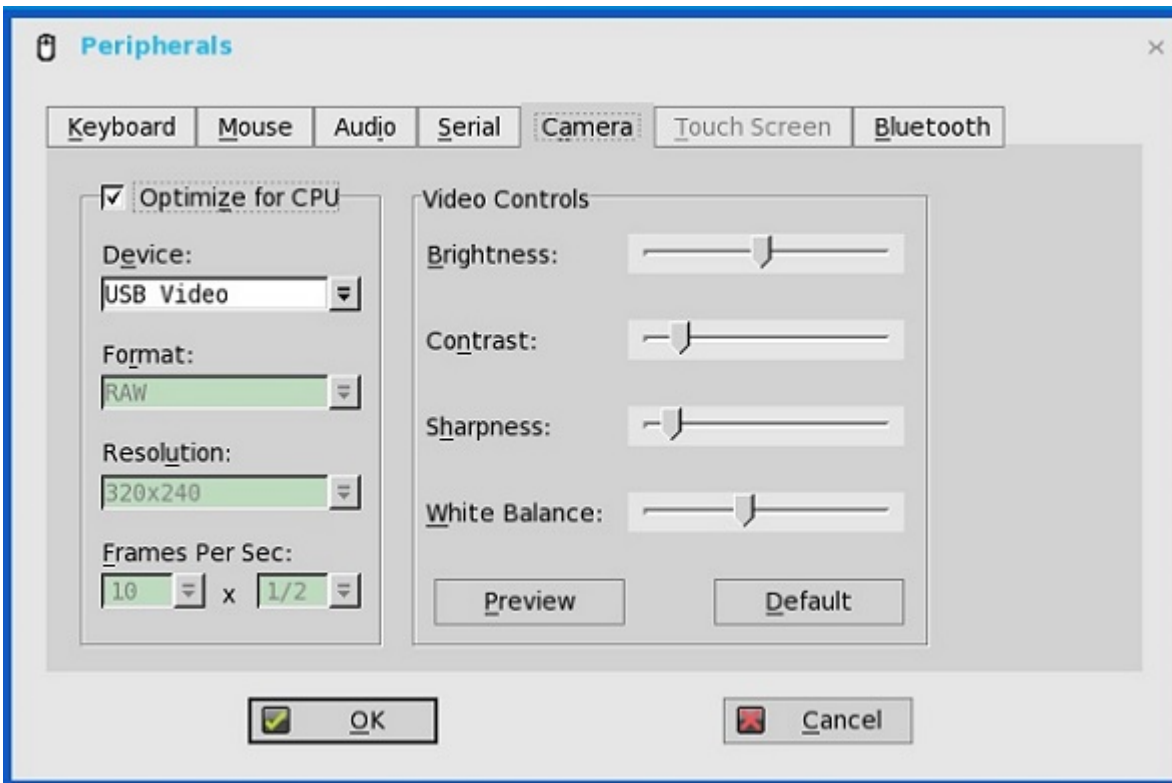 Peripherals
Keyboard Mouse Audio Serial Camera Touch Screen Bluetooth
Optimize for CPU
Device:
USB Video
Format:
RAW
Resolution:
320x240
Frames Per Sec:
10 x 1/2
Video Controls
Brightness:
Contrast:
Sharpness:
White Balance:
Preview Default
OK Cancel